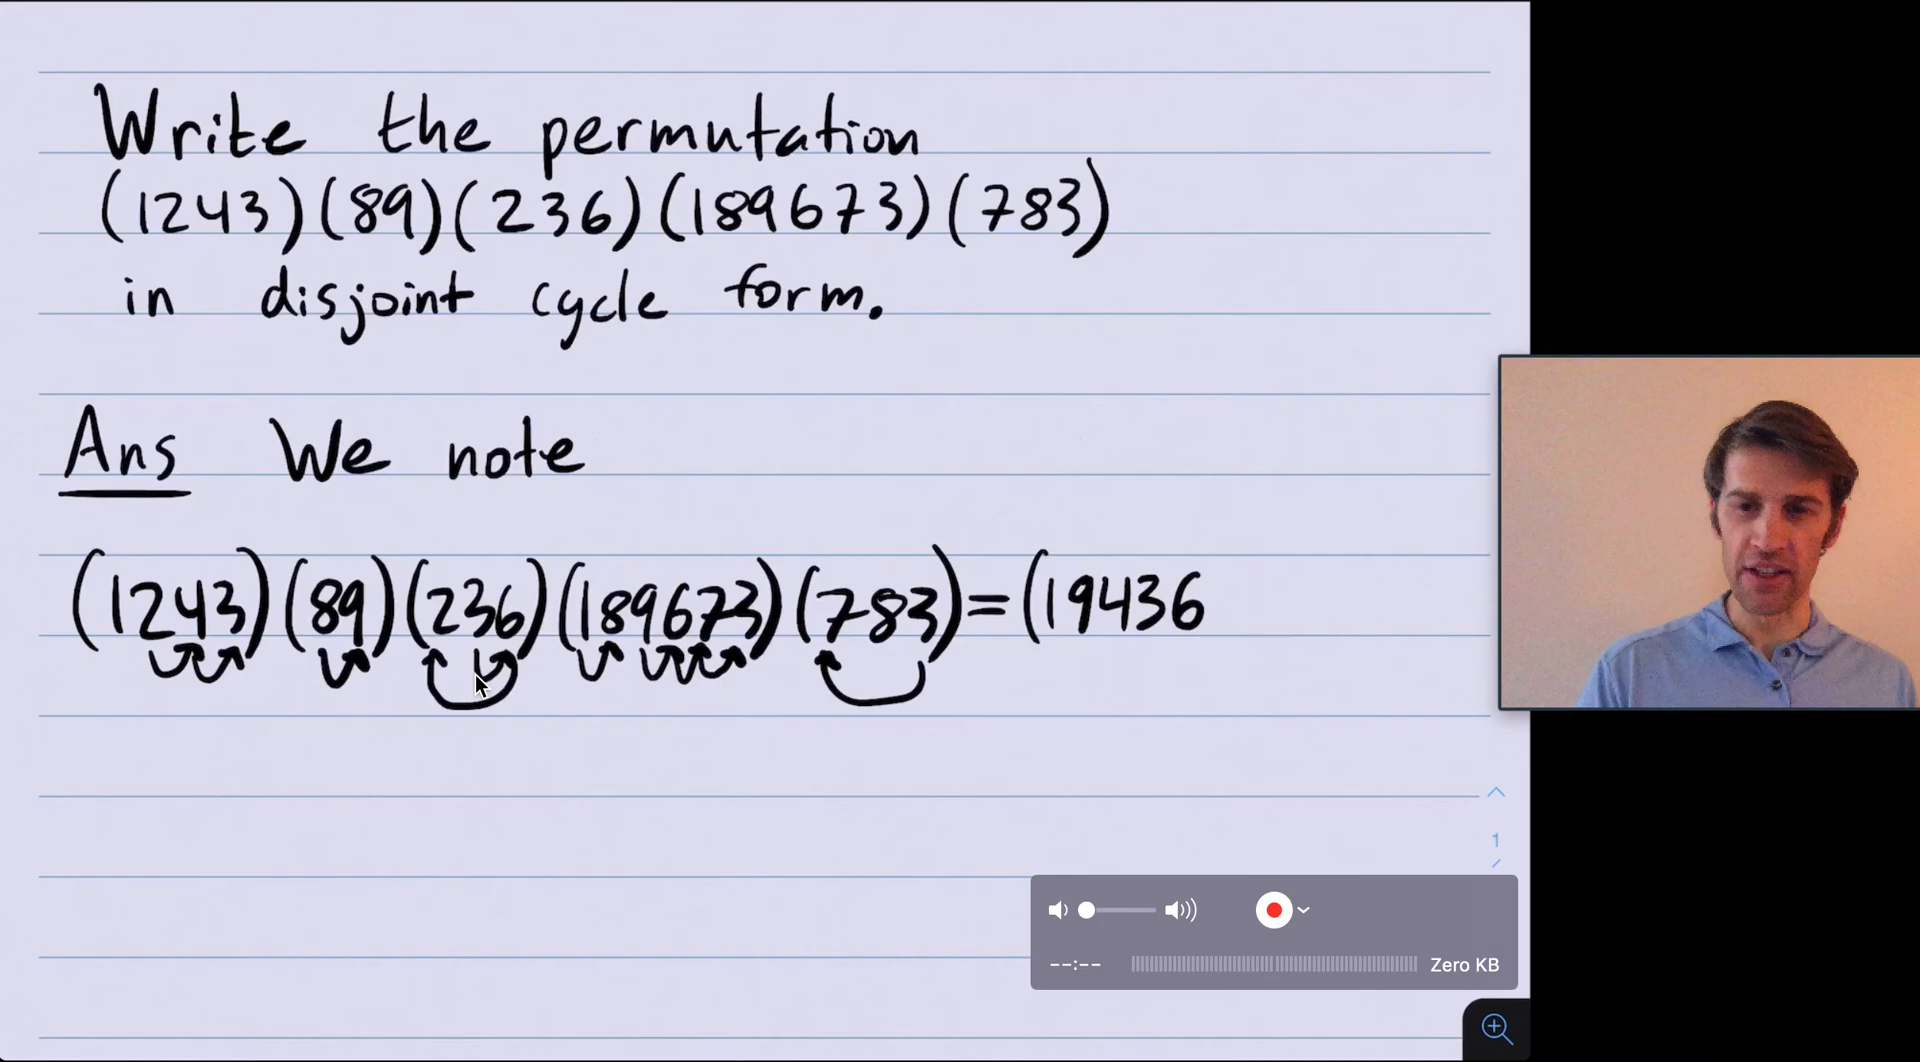 Write the permutation
(1243)(89)(236)(189673)(783)
in disjoint cycle form.
Ans We note
(1243)(89)(236)(189673)(783)=(19436
1
--:-- Zero KB